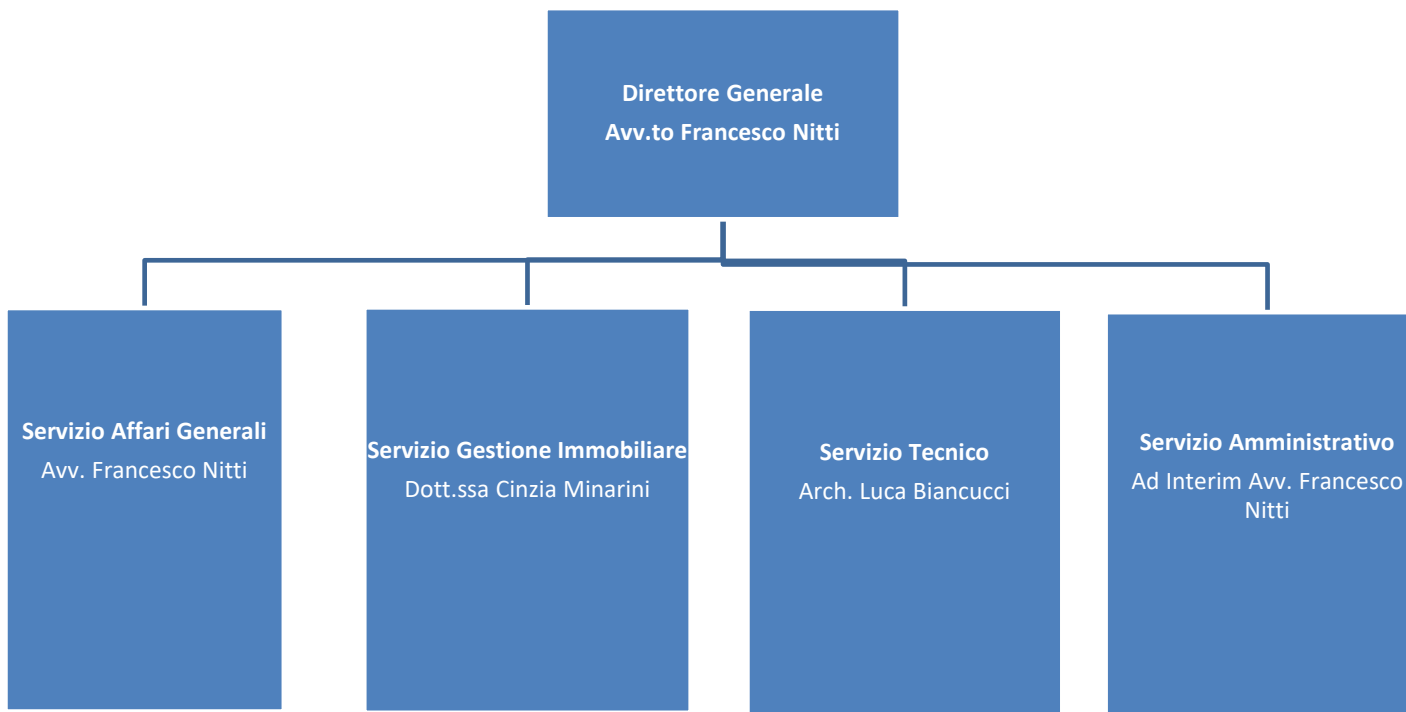 Direttore Generale
Avv.to Francesco Nitti
Servizio Affari Generali
Avv. Francesco Nitti
Servizio Gestione Immobiliare
Dott.ssa Cinzia Minarini
Servizio Tecnico
Arch. Luca Biancucci
Servizio Amministrativo
Ad Interim Avv. Francesco
Nitti